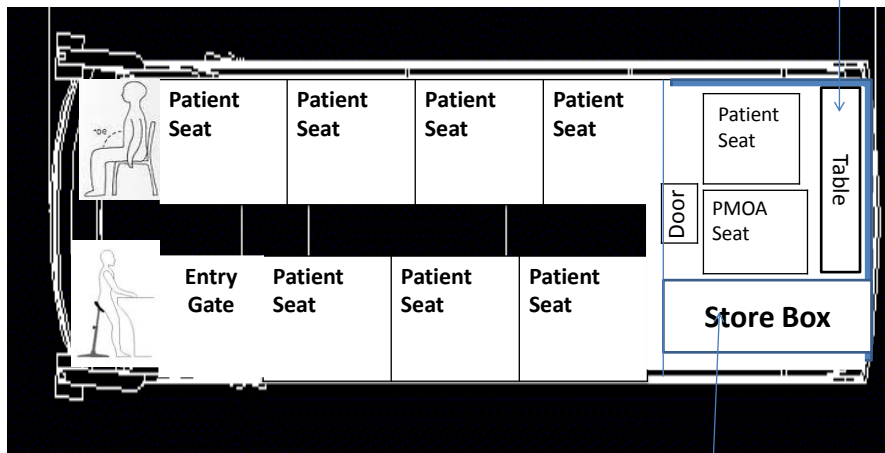 Patient
Seat
Patient
Seat
Patient
Seat
Patient
Seat
Patient
Seat
Table
Door
PMOA
Seat
Entry
Gate
Patient
Seat
Patient
Seat
Patient
Seat
Store Box